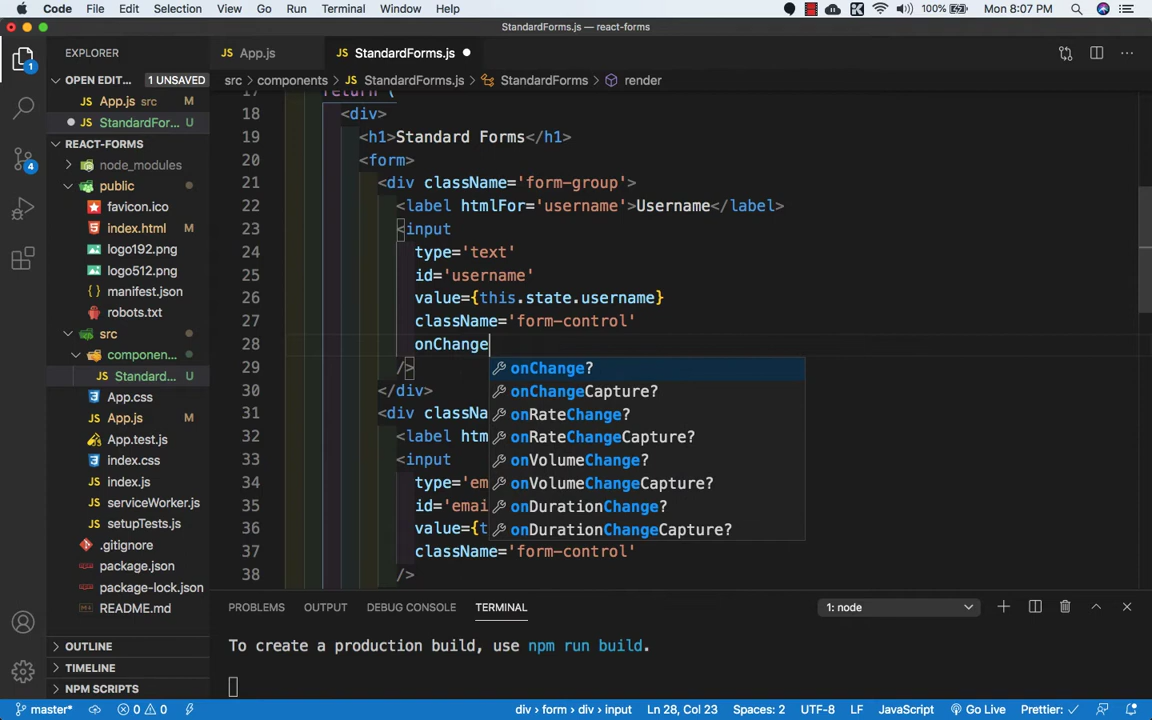 Code File Edit Selection View Go Run Terminal Window Help 100% Mon 8:07 PM
StandardForms.js — react-forms
EXPLORER
OPEN EDIT... 1 UNSAVED
App.js src M
StandardFor... U
REACT-FORMS
node_modules
public
favicon.ico
index.html M
logo192.png
logo512.png
manifest.json
robots.txt
src
componen...
Standard... U
App.css
App.js M
App.test.js
index.css
index.js
serviceWorker.js
setupTests.js
.gitignore
package.json
package-lock.json
README.md
OUTLINE
TIMELINE
NPM SCRIPTS
1
4
App.js StandardForms.js
src > components > JS StandardForms.js > StandardForms > render
17 return (
18 <div>
19 <h1>Standard Forms</h1>
20 <form>
21 <div className='form-group'>
22 <label htmlFor='username'>Username</label>
23 <input
24 type='text'
25 id='username'
26 value={this.state.username}
27 className='form-control'
28 onChange
29 />
30 </div>
31 <div classNa
32 <label htm
33 <input
34 type='em
35 id='emai
36 value={t
37 className='form-control'
38 />
onChange?
onChangeCapture?
onRateChange?
onRateChangeCapture?
onVolumeChange?
onVolumeChangeCapture?
onDurationChange?
onDurationChangeCapture?
PROBLEMS OUTPUT DEBUG CONSOLE TERMINAL 1: node
To create a production build, use npm run build.
master* 0 0 div > form > div > input Ln 28, Col 23 Spaces: 2 UTF-8 LF JavaScript Go Live Prettier: ✓